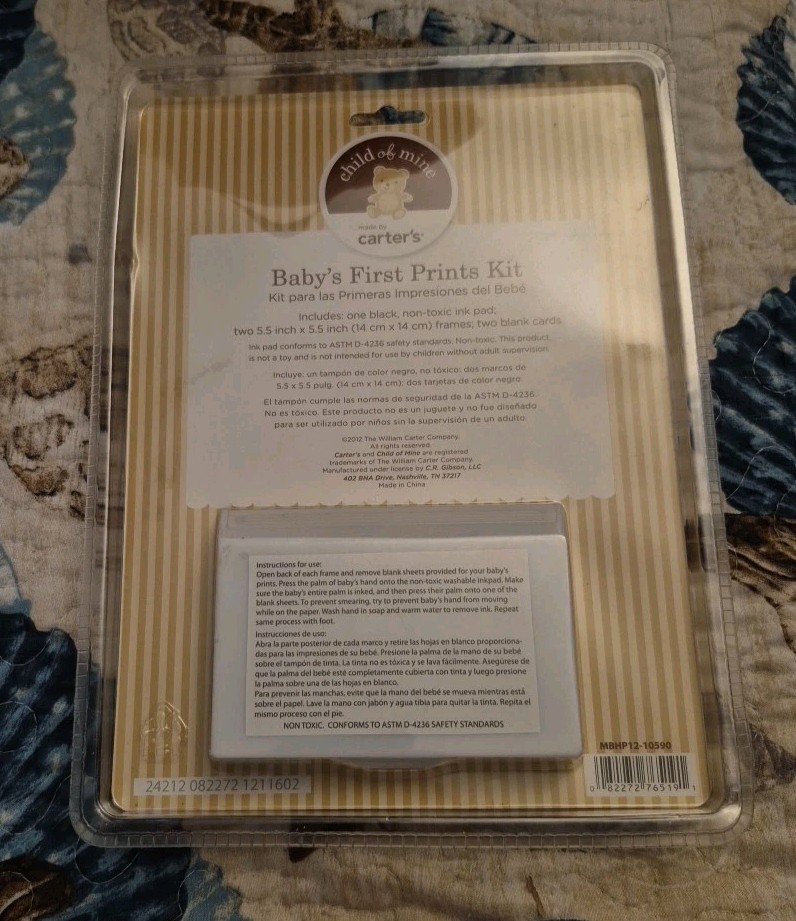 child of mine
made by
carter's
Baby's First Prints Kit
Kit para las Primeras Impresiones del Bebé
Includes: one black, non-toxic ink pad;
two 5.5 inch x 5.5 inch (14 cm x 14 cm) frames; two blank cards
Ink pad conforms to ASTM D-4236 safety standards. Non-toxic. This product
is not a toy and is not intended for use by children without adult supervision.
Incluye: un tampón de color negro, no tóxico; dos marcos de
5.5 x 5.5 pulg. (14 cm x 14 cm); dos tarjetas de color negro.
El tampón cumple las normas de seguridad de la ASTM D-4236.
No es tóxico. Este producto no es un juguete y no fue diseñado
para ser utilizado por niños sin la supervisión de un adulto.
©2012 The William Carter Company.
All rights reserved.
Carter's and Child of Mine are registered
trademarks of The William Carter Company.
Manufactured under license by C.R. Gibson, LLC
402 BNA Drive, Nashville, TN 37217
Made in China
Instructions for use:
Open back of each frame and remove blank sheets provided for your baby's
prints. Press the palm of baby's hand onto the non-toxic washable inkpad. Make
sure the baby's entire palm is inked, and then press their palm onto one of the
blank sheets. To prevent smearing, try to prevent baby's hand from moving
while on the paper. Wash hand in soap and warm water to remove ink. Repeat
same process with foot.
Instrucciones de uso:
Abra la parte posterior de cada marco y retire las hojas en blanco proporciona-
das para las impresiones de su bebé. Presione la palma de la mano de su bebé
sobre el tampón de tinta. La tinta no es tóxica y se lava fácilmente. Asegúrese de
que la palma del bebé esté completamente cubierta con tinta y luego presione
la palma sobre una de las hojas en blanco.
Para prevenir las manchas, evite que la mano del bebé se mueva mientras está
sobre el papel. Lave la mano con jabón y agua tibia para quitar la tinta. Repita el
mismo proceso con el pie.
NON TOXIC. CONFORMS TO ASTM D-4236 SAFETY STANDARDS
MBHP12-10590
24212 082272 1211602
0 82272 76519 1